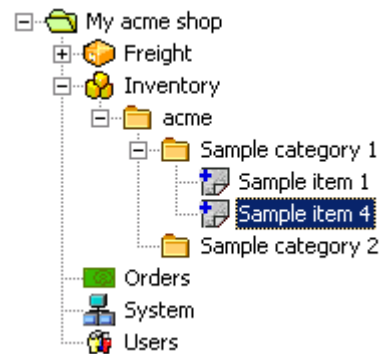 My acme shop
Freight
Inventory
acme
Sample category 1
Sample item 1
Sample item 4
Sample category 2
Orders
System
Users